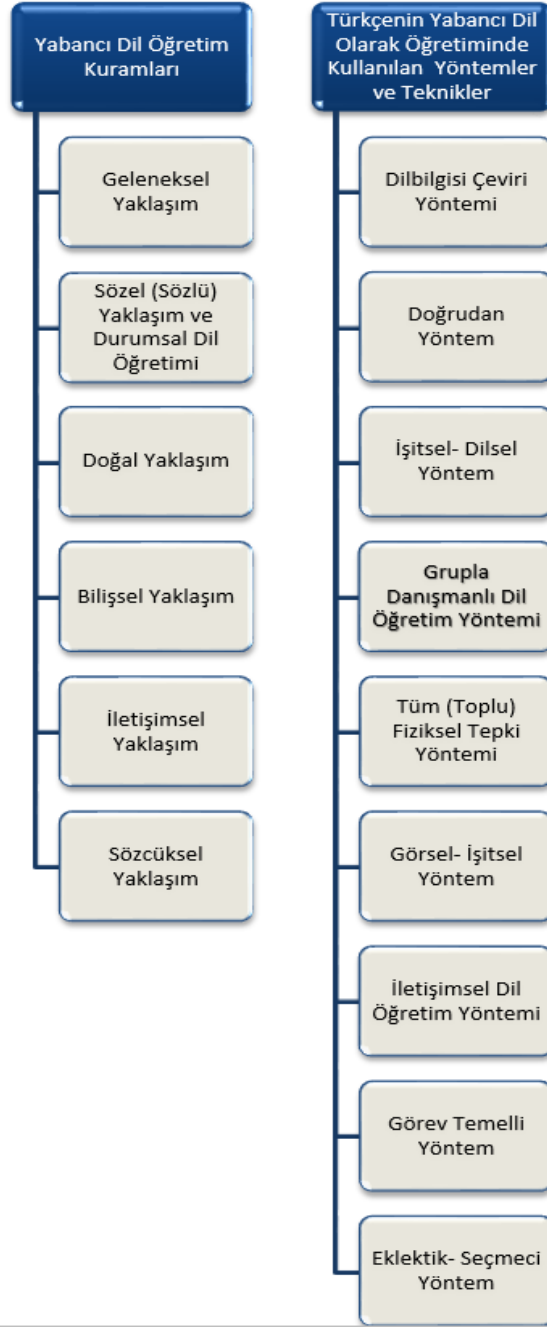 Yabancı Dil Öğretim
Kuramları
Geleneksel
Yaklaşım
Sözel (Sözlü)
Yaklaşım ve
Durumsal Dil
Öğretimi
Doğal Yaklaşım
Bilişsel Yaklaşım
İletişimsel
Yaklaşım
Sözcüksel
Yaklaşım
Türkçenin Yabancı Dil
Olarak Öğretiminde
Kullanılan Yöntemler
ve Teknikler
Dilbilgisi Çeviri
Yöntemi
Doğrudan
Yöntem
İşitsel- Dilsel
Yöntem
Grupla
Danışmanlı Dil
Öğretim Yöntemi
Tüm (Toplu)
Fiziksel Tepki
Yöntemi
Görsel- İşitsel
Yöntem
İletişimsel Dil
Öğretim Yöntemi
Görev Temelli
Yöntem
Eklektik- Seçmeci
Yöntem